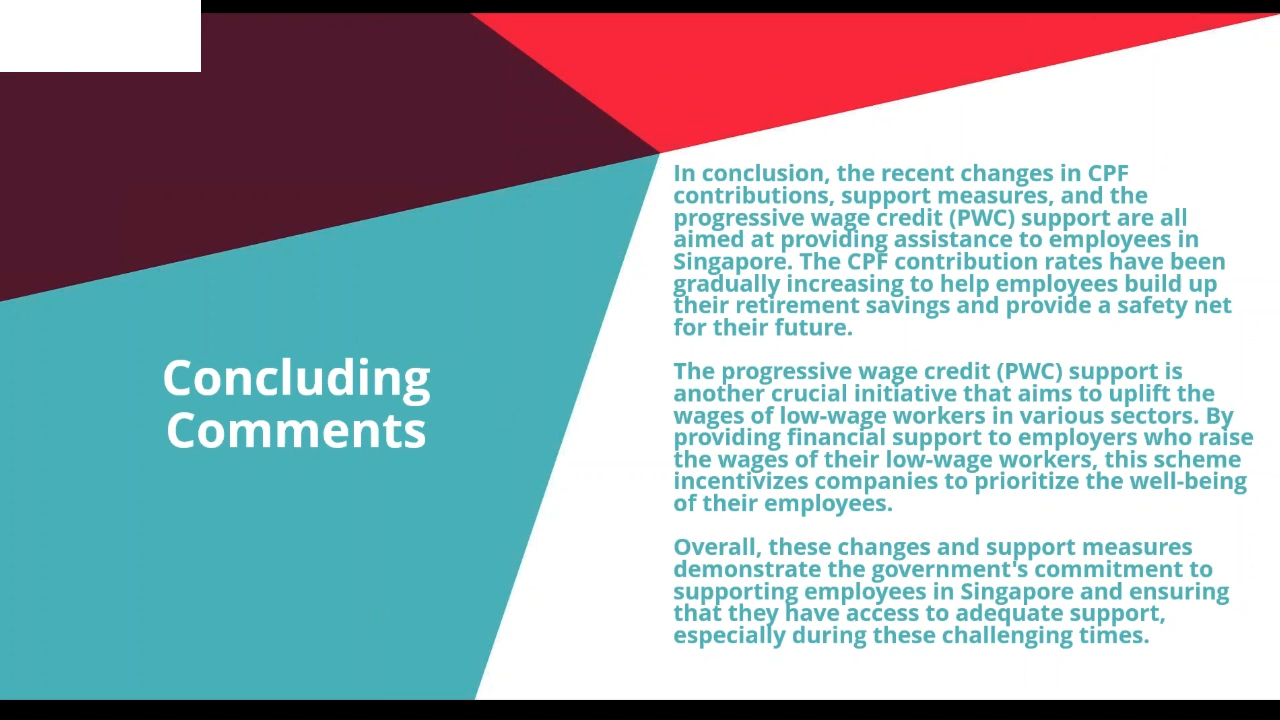 Concluding
Comments
In conclusion, the recent changes in CPF
contributions, support measures, and the
progressive wage credit (PWC) support are all
aimed at providing assistance to employees in
Singapore. The CPF contribution rates have been
gradually increasing to help employees build up
their retirement savings and provide a safety net
for their future.
The progressive wage credit (PWC) support is
another crucial initiative that aims to uplift the
wages of low-wage workers in various sectors. By
providing financial support to employers who raise
the wages of their low-wage workers, this scheme
incentivizes companies to prioritize the well-being
of their employees.
Overall, these changes and support measures
demonstrate the government's commitment to
supporting employees in Singapore and ensuring
that they have access to adequate support,
especially during these challenging times.